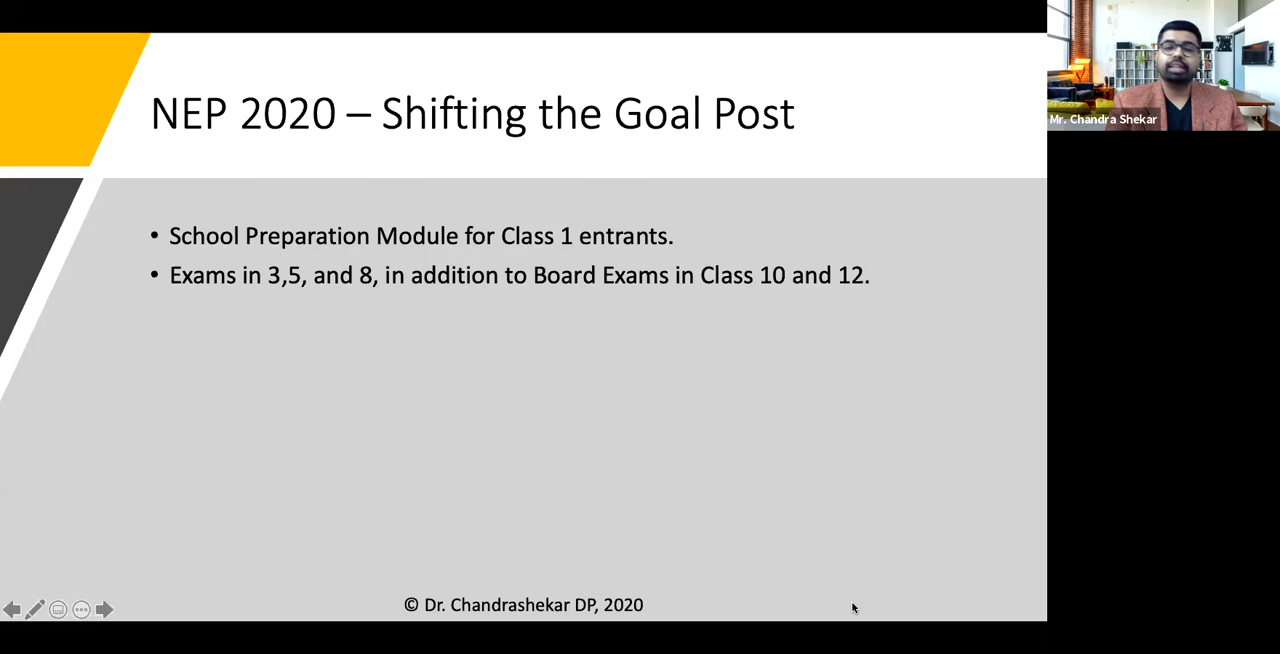 NEP 2020 – Shifting the Goal Post
• School Preparation Module for Class 1 entrants.
• Exams in 3,5, and 8, in addition to Board Exams in Class 10 and 12.
© Dr. Chandrashekar DP, 2020
Mr. Chandra Shekar